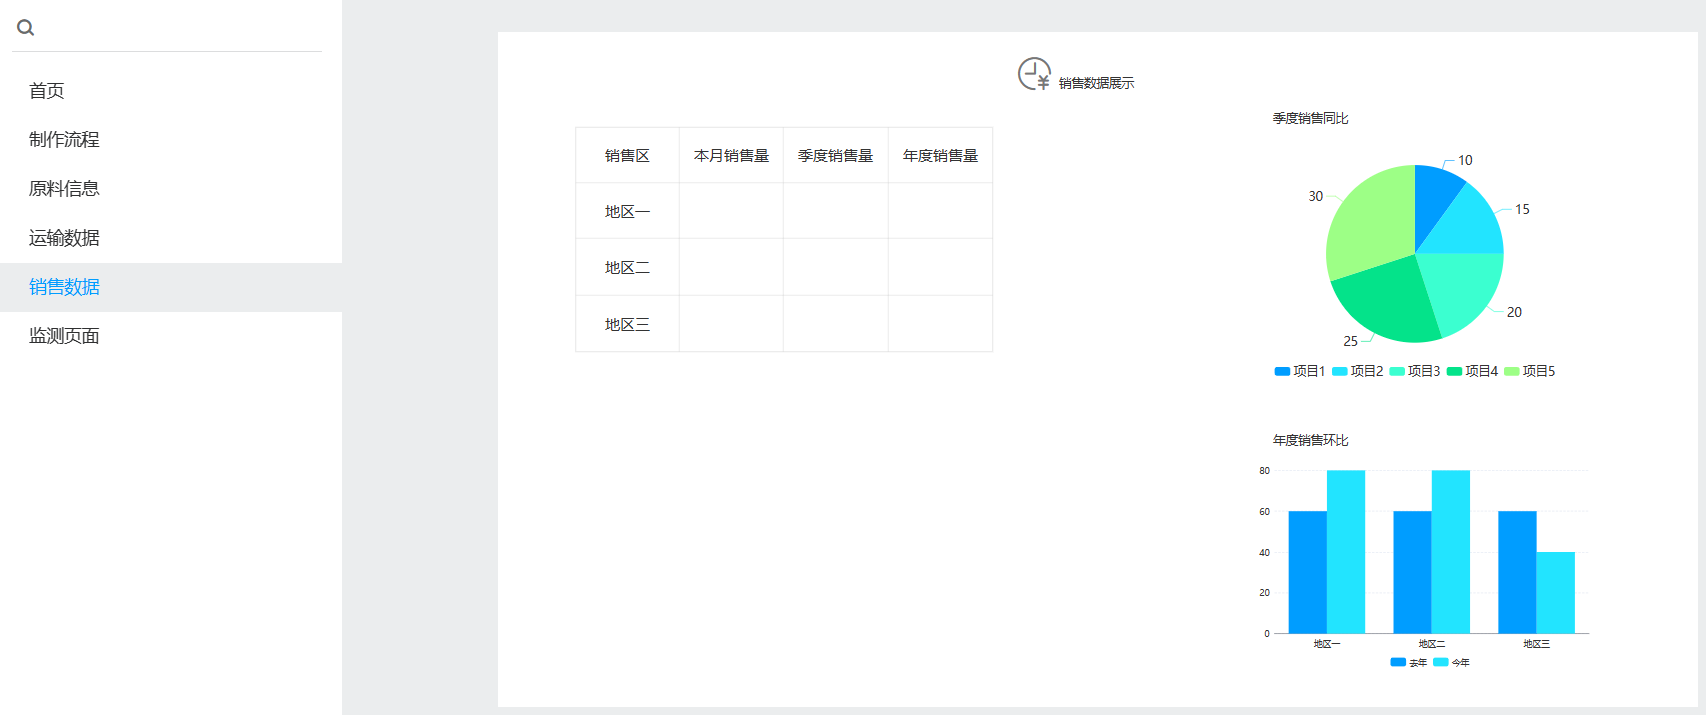 首页
制作流程
原料信息
运输数据
销售数据
监测页面
¥ 销售数据展示
销售区 本月销售量 季度销售量 年度销售量
地区一
地区二
地区三
季度销售同比
10
30
15
20
25
项目1 项目2 项目3 项目4 项目5
年度销售环比
80
60
40
20
0
地区一 地区二 地区三
去年 今年